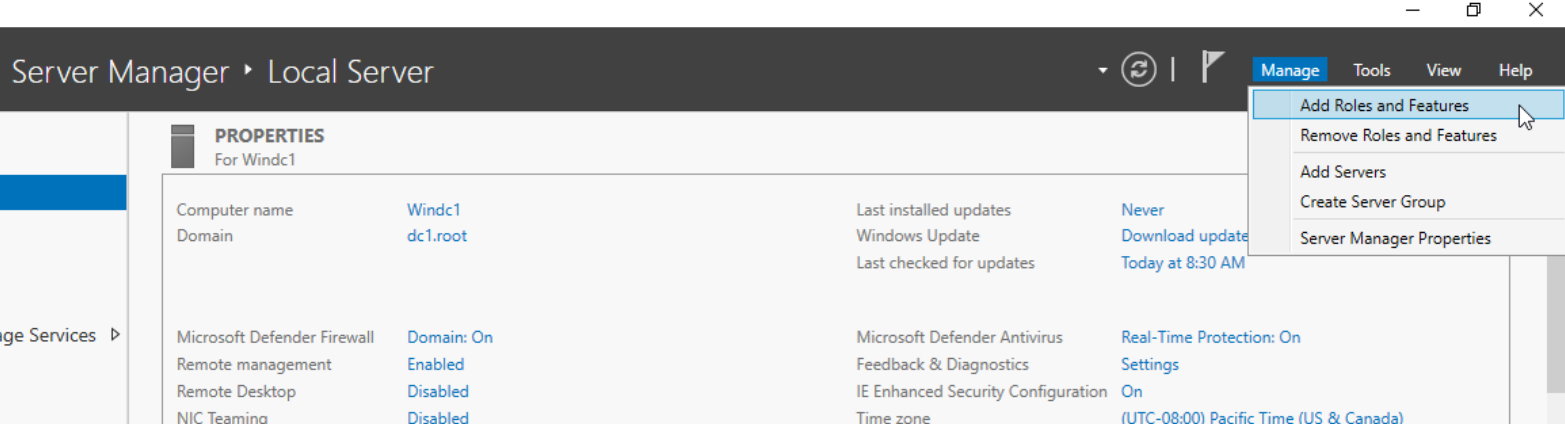 Server Manager ‣ Local Server
Manage Tools View Help
Add Roles and Features
Remove Roles and Features
Add Servers
Create Server Group
Server Manager Properties
PROPERTIES
For Windc1
Computer name Windc1
Domain dc1.root
Last installed updates Never
Windows Update Download update
Last checked for updates Today at 8:30 AM
age Services
Microsoft Defender Firewall Domain: On
Remote management Enabled
Remote Desktop Disabled
NIC Teaming Disabled
Microsoft Defender Antivirus Real-Time Protection: On
Feedback & Diagnostics Settings
IE Enhanced Security Configuration On
Time zone (UTC-08:00) Pacific Time (US & Canada)